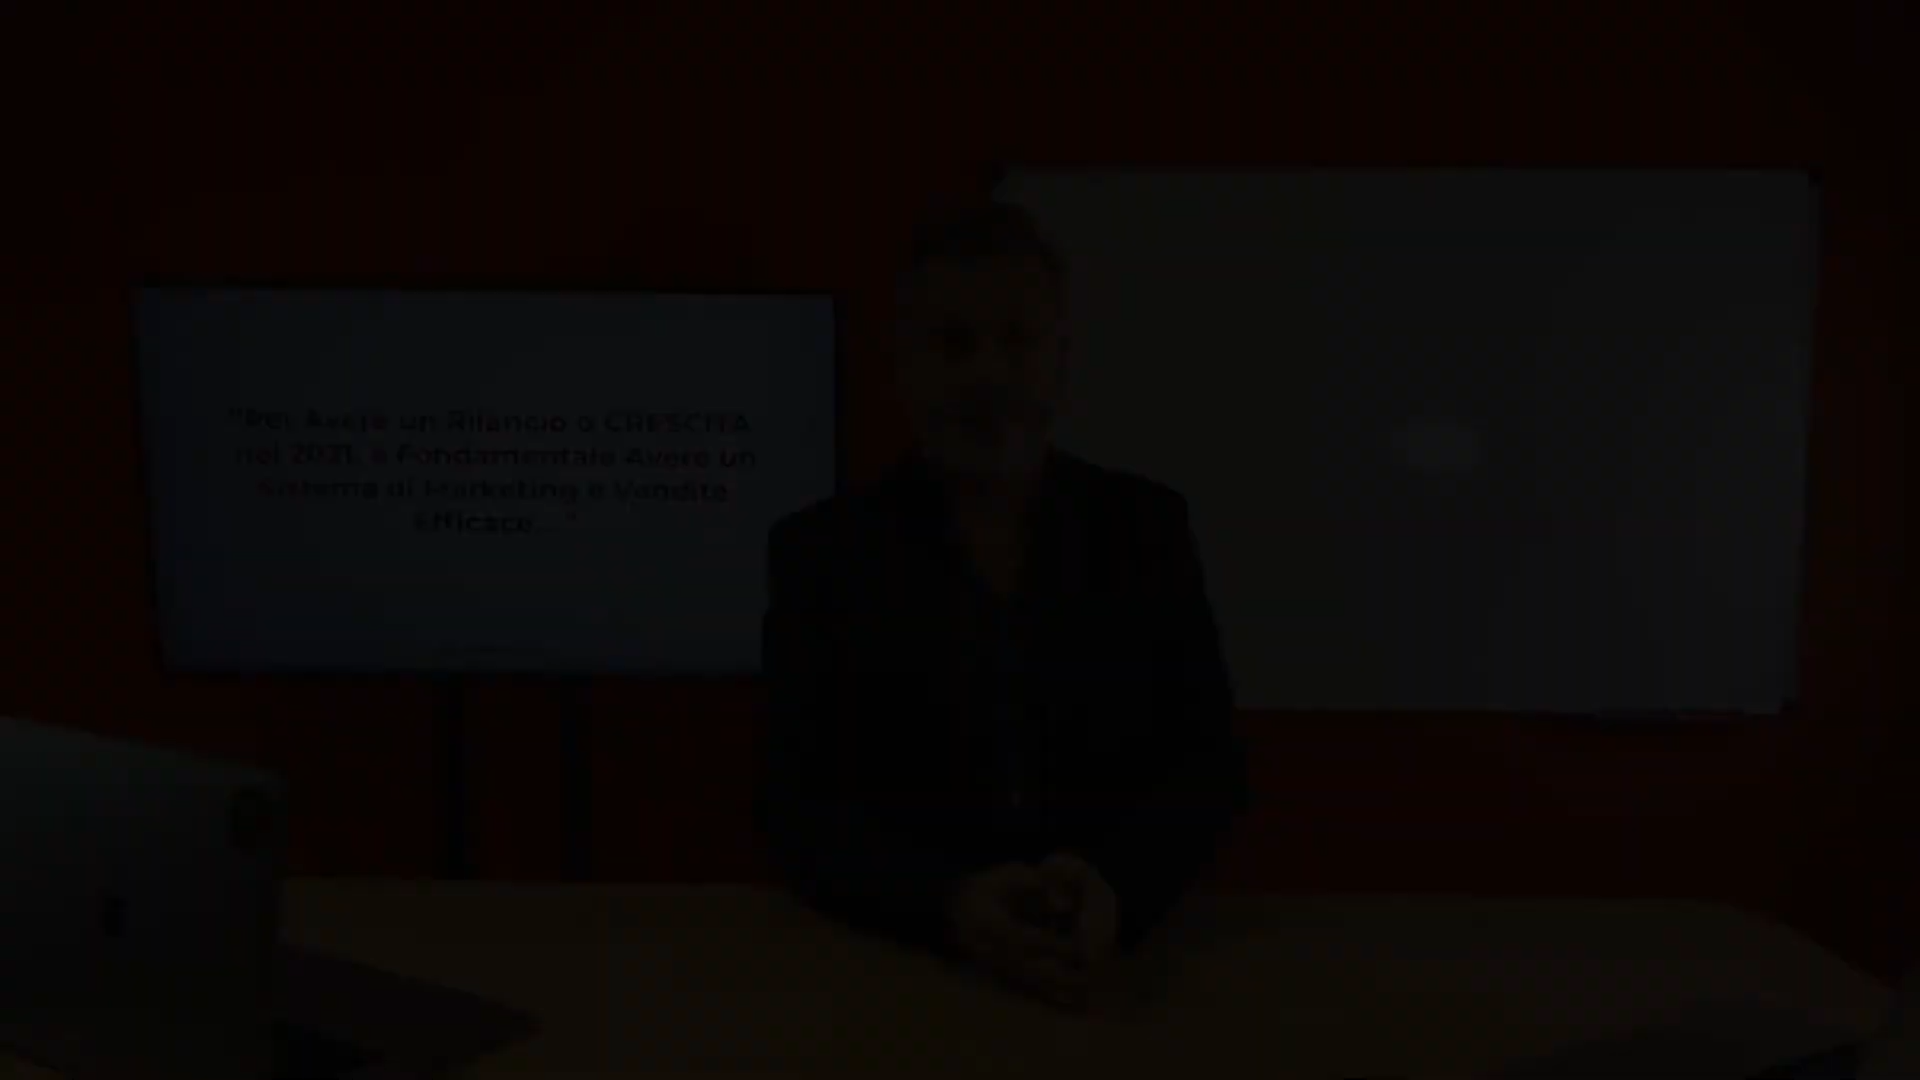 "Per Avere un Rilancio o CRESCITA
nel 2021, è Fondamentale Avere un
Sistema di Marketing e Vendite
Efficace..."